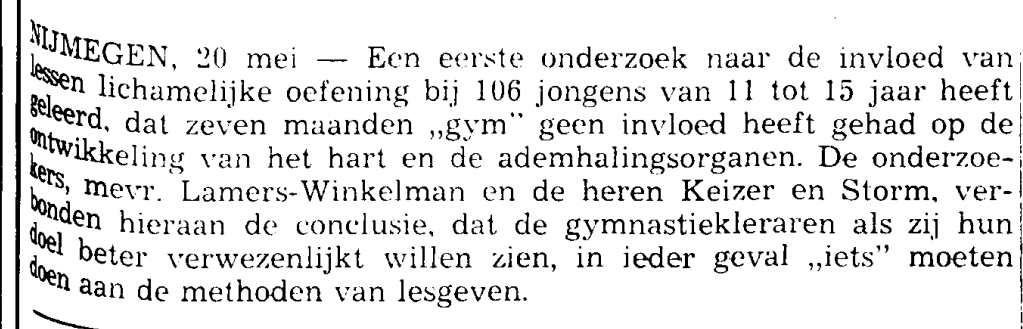 NIJMEGEN, 20 mei — Een eerste onderzoek naar de invloed van
lessen lichamelijke oefening bij 106 jongens van 11 tot 15 jaar heeft
geleerd, dat zeven maanden „gym” geen invloed heeft gehad op de
ontwikkeling van het hart en de ademhalingsorganen. De onderzoe-
kers, mevr. Lamers-Winkelman en de heren Keizer en Storm, ver-
bonden hieraan de conclusie, dat de gymnastiekleraren als zij hun
doel beter verwezenlijkt willen zien, in ieder geval „iets” moeten
doen aan de methoden van lesgeven.